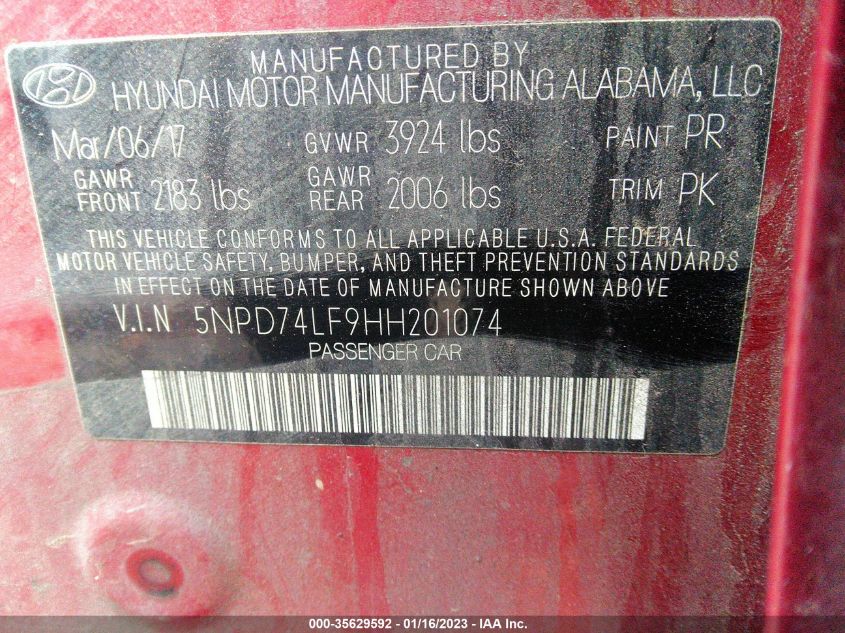 MANUFACTURED BY
HYUNDAI MOTOR MANUFACTURING ALABAMA, LLC
Mar/06/17 GVWR 3924 lbs PAINT PR
GAWR FRONT 2183 lbs GAWR REAR 2006 lbs TRIM PK
THIS VEHICLE CONFORMS TO ALL APPLICABLE U.S.A. FEDERAL
MOTOR VEHICLE SAFETY, BUMPER, AND THEFT PREVENTION STANDARDS
IN EFFECT ON THE DATE OF MANUFACTURE SHOWN ABOVE.
V.I.N 5NPD74LF9HH201074
PASSENGER CAR
000-35629592 - 01/16/2023 - IAA Inc.